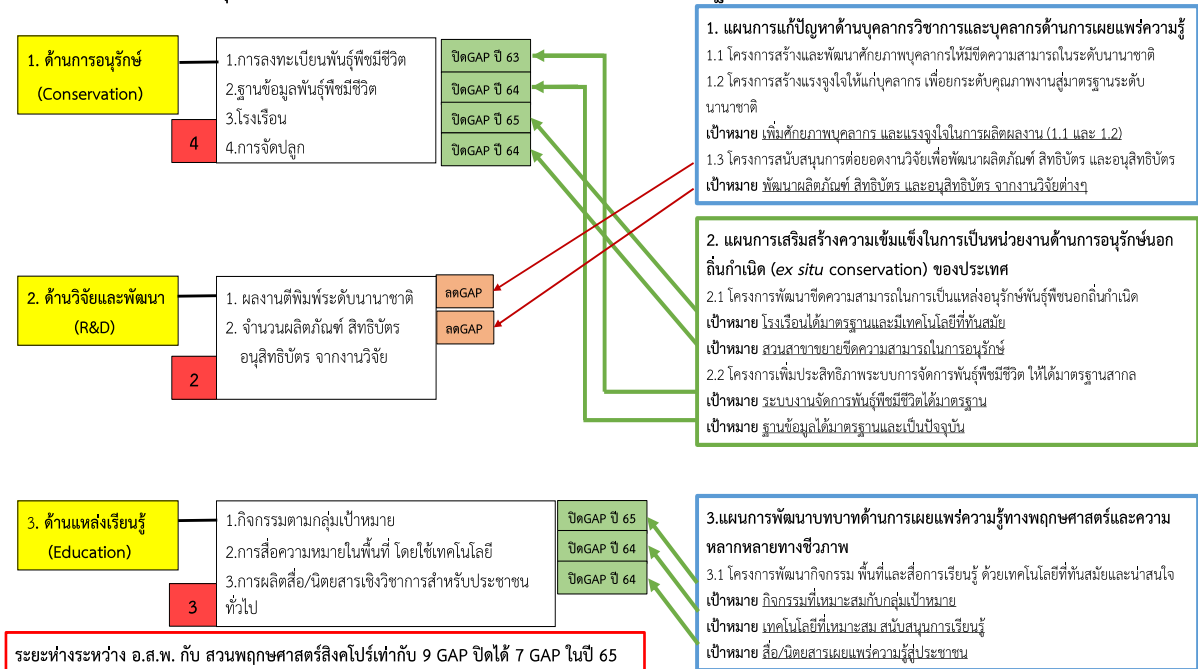 1. ด้านการอนุรักษ์
(Conservation)
4
1.การลงทะเบียนพันธุ์พืชมีชีวิต
2.ฐานข้อมูลพันธุ์พืชมีชีวิต
3.โรงเรือน
4.การจัดปลูก
ปิดGAP ปี 63
ปิดGAP ปี 64
ปิดGAP ปี 65
ปิดGAP ปี 64
1. แผนการแก้ปัญหาด้านบุคลากรวิชาการและบุคลากรด้านการเผยแพร่ความรู้
1.1 โครงการสร้างและพัฒนาศักยภาพบุคลากรให้มีขีดความสามารถในระดับนานาชาติ
1.2 โครงการสร้างแรงจูงใจให้แก่บุคลากร เพื่อยกระดับคุณภาพงานสู่มาตรฐานระดับ
นานาชาติ
เป้าหมาย เพิ่มศักยภาพบุคลากร และแรงจูงใจในการผลิตผลงาน (1.1 และ 1.2)
1.3 โครงการสนับสนุนการต่อยอดงานวิจัยเพื่อพัฒนาผลิตภัณฑ์ สิทธิบัตร และอนุสิทธิบัตร
เป้าหมาย พัฒนาผลิตภัณฑ์ สิทธิบัตร และอนุสิทธิบัตร จากงานวิจัยต่างๆ
2. ด้านวิจัยและพัฒนา
(R&D)
2
1. ผลงานตีพิมพ์ระดับนานาชาติ
2. จำนวนผลิตภัณฑ์ สิทธิบัตร
อนุสิทธิบัตร จากงานวิจัย
ลดGAP
ลดGAP
2. แผนการเสริมสร้างความเข้มแข็งในการเป็นหน่วยงานด้านการอนุรักษ์นอก
ถิ่นกำเนิด (ex situ conservation) ของประเทศ
2.1 โครงการพัฒนาขีดความสามารถในการเป็นแหล่งอนุรักษ์พันธุ์พืชนอกถิ่นกำเนิด
เป้าหมาย โรงเรือนได้มาตรฐานและมีเทคโนโลยีที่ทันสมัย
เป้าหมาย สวนสาขาขยายขีดความสามารถในการอนุรักษ์
2.2 โครงการเพิ่มประสิทธิภาพระบบการจัดการพันธุ์พืชมีชีวิต ให้ได้มาตรฐานสากล
เป้าหมาย ระบบงานจัดการพันธุ์พืชมีชีวิตได้มาตรฐาน
เป้าหมาย ฐานข้อมูลได้มาตรฐานและเป็นปัจจุบัน
3. ด้านแหล่งเรียนรู้
(Education)
3
1.กิจกรรมตามกลุ่มเป้าหมาย
2.การสื่อความหมายในพื้นที่ โดยใช้เทคโนโลยี
3.การผลิตสื่อ/นิตยสารเชิงวิชาการสำหรับประชาชน
ทั่วไป
ปิดGAP ปี 65
ปิดGAP ปี 64
ปิดGAP ปี 64
3.แผนการพัฒนาบทบาทด้านการเผยแพร่ความรู้ทางพฤกษศาสตร์และความ
หลากหลายทางชีวภาพ
3.1 โครงการพัฒนากิจกรรม พื้นที่และสื่อการเรียนรู้ ด้วยเทคโนโลยีที่ทันสมัยและน่าสนใจ
เป้าหมาย กิจกรรมที่เหมาะสมกับกลุ่มเป้าหมาย
เป้าหมาย เทคโนโลยีที่เหมาะสม สนับสนุนการเรียนรู้
เป้าหมาย สื่อ/นิตยสารเผยแพร่ความรู้สู่ประชาชน
ระยะห่างระหว่าง อ.ส.พ. กับ สวนพฤกษศาสตร์สิงคโปร์เท่ากับ 9 GAP ปิดได้ 7 GAP ในปี 65